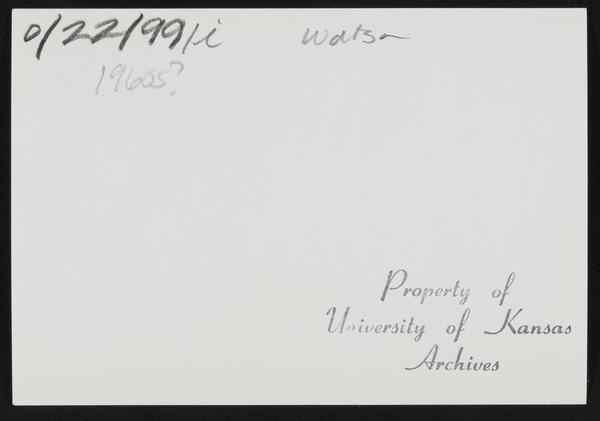 0/22/99/i Watson
1960s?
Property of
University of Kansas
Archives